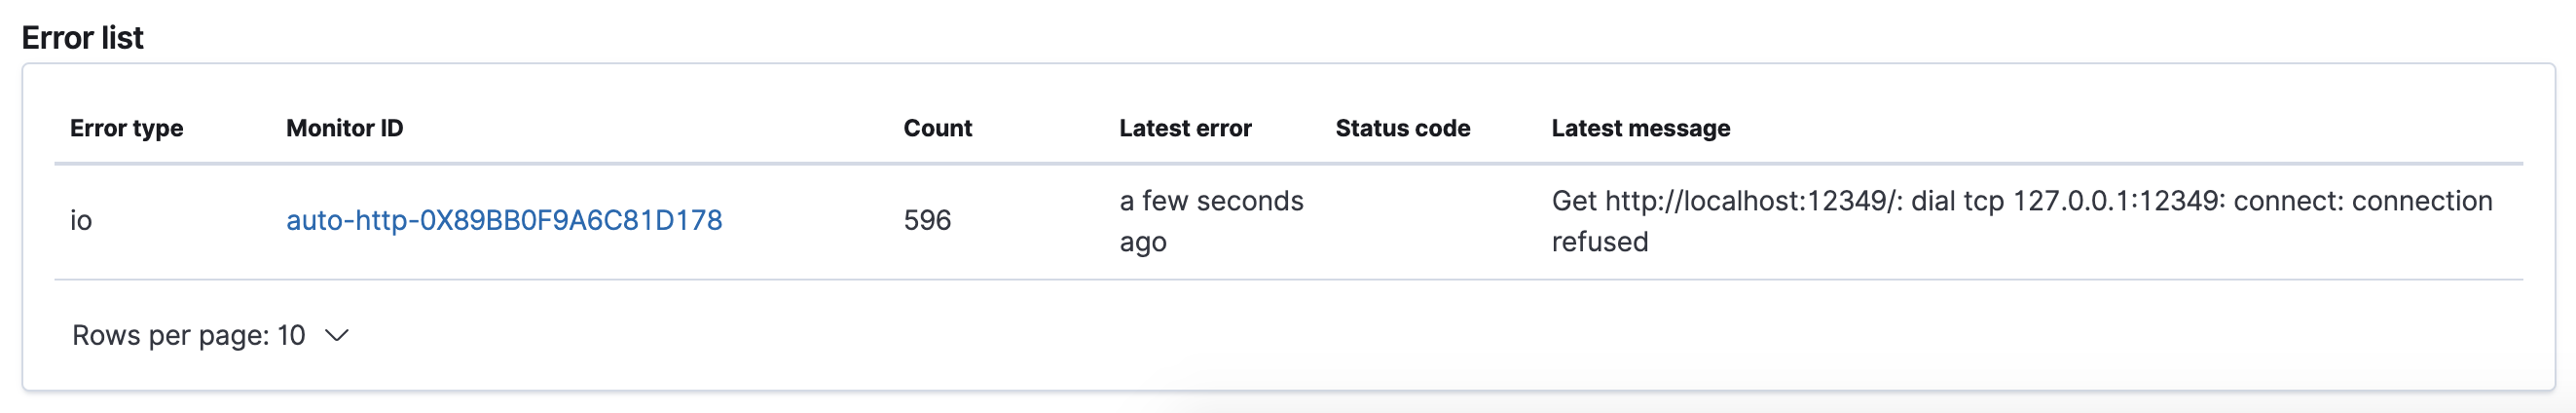 Error list
Error type Monitor ID Count Latest error Status code Latest message
io auto-http-0X89BB0F9A6C81D178 596 a few seconds ago Get http://localhost:12349/: dial tcp 127.0.0.1:12349: connect: connection refused
Rows per page: 10